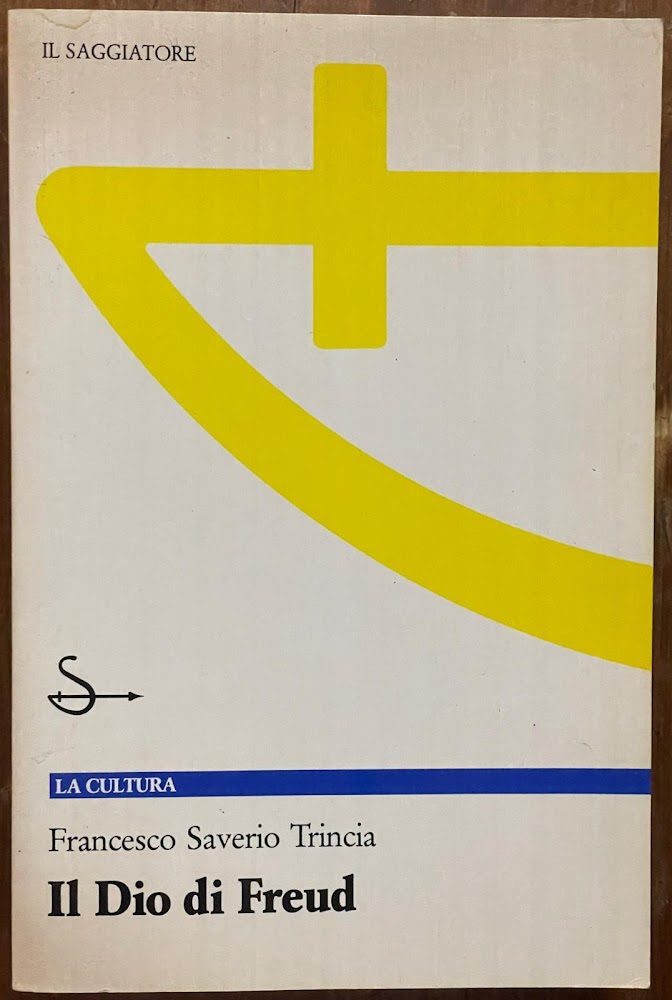 IL SAGGIATORE
LA CULTURA
Francesco Saverio Trincia
Il Dio di Freud